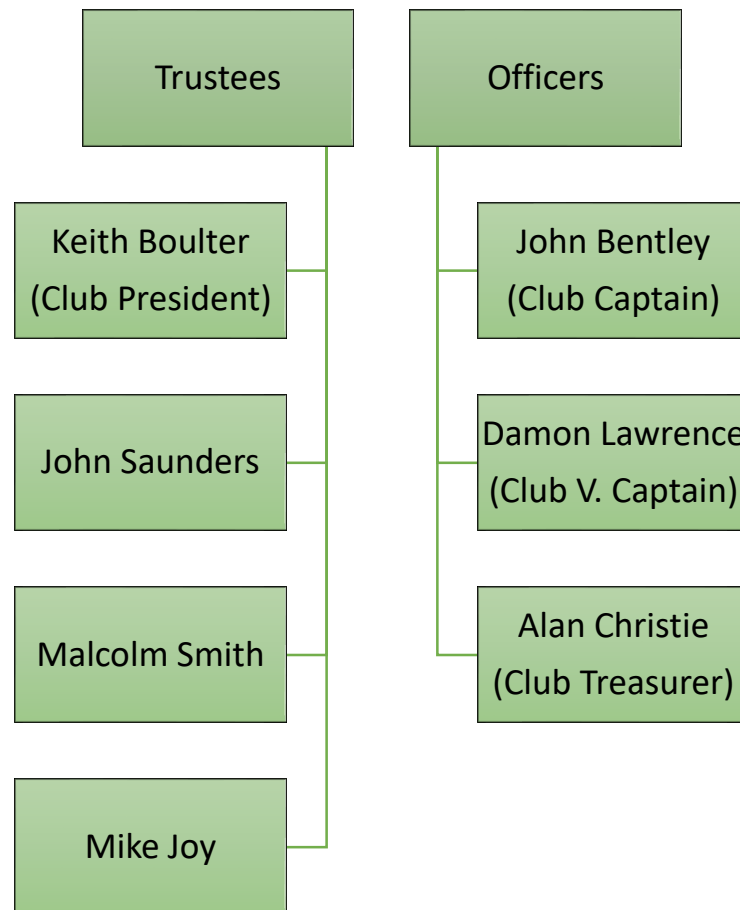 Trustees
Keith Boulter
(Club President)
John Saunders
Malcolm Smith
Mike Joy
Officers
John Bentley
(Club Captain)
Damon Lawrence
(Club V. Captain)
Alan Christie
(Club Treasurer)